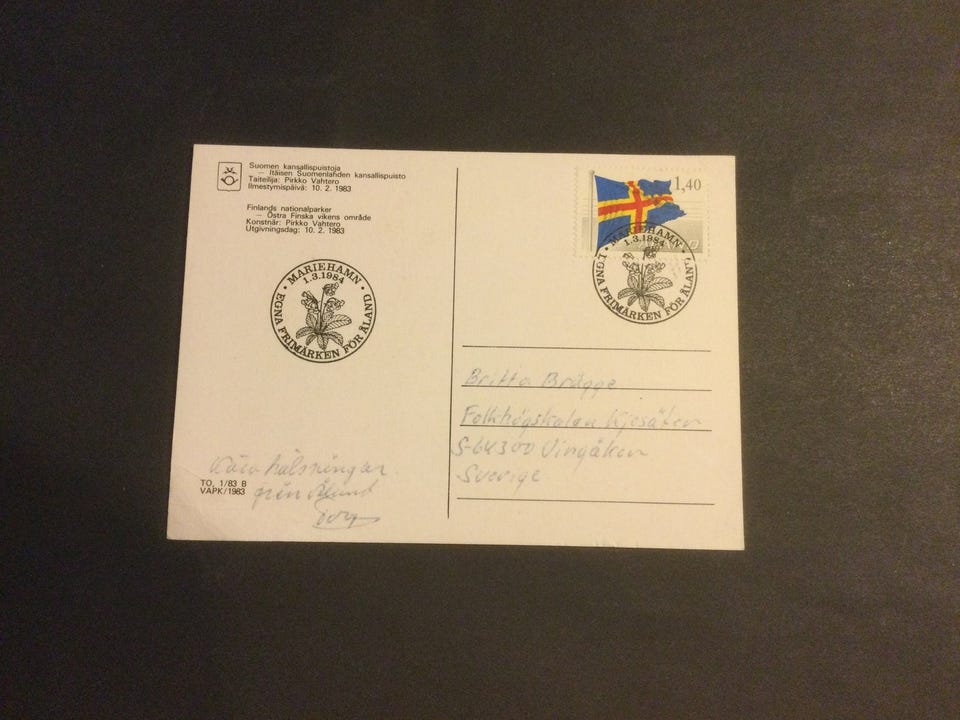 Suomen kansallispuistoja
— Itäisen Suomenlahden kansallispuisto
Taiteilija: Pirkko Vahtero
Ilmestymispäivä: 10. 2. 1983
Finlands nationalparker
— Östra Finska vikens område
Konstnär: Pirkko Vahtero
Utgivningsdag: 10. 2. 1983
MARIEHAMN
1.3.1984
EGNA FRIMÄRKEN FÖR ÅLAND
TO, 1/83 B
VAPK/1983
hälsningar
från Åland
1,40
MARIEHAMN
1.3.1984
EGNA FRIMÄRKEN FÖR ÅLAND
Britta Brügge
Folkhögskolan Kjesäter
S-64300 Vingåker
Sverige